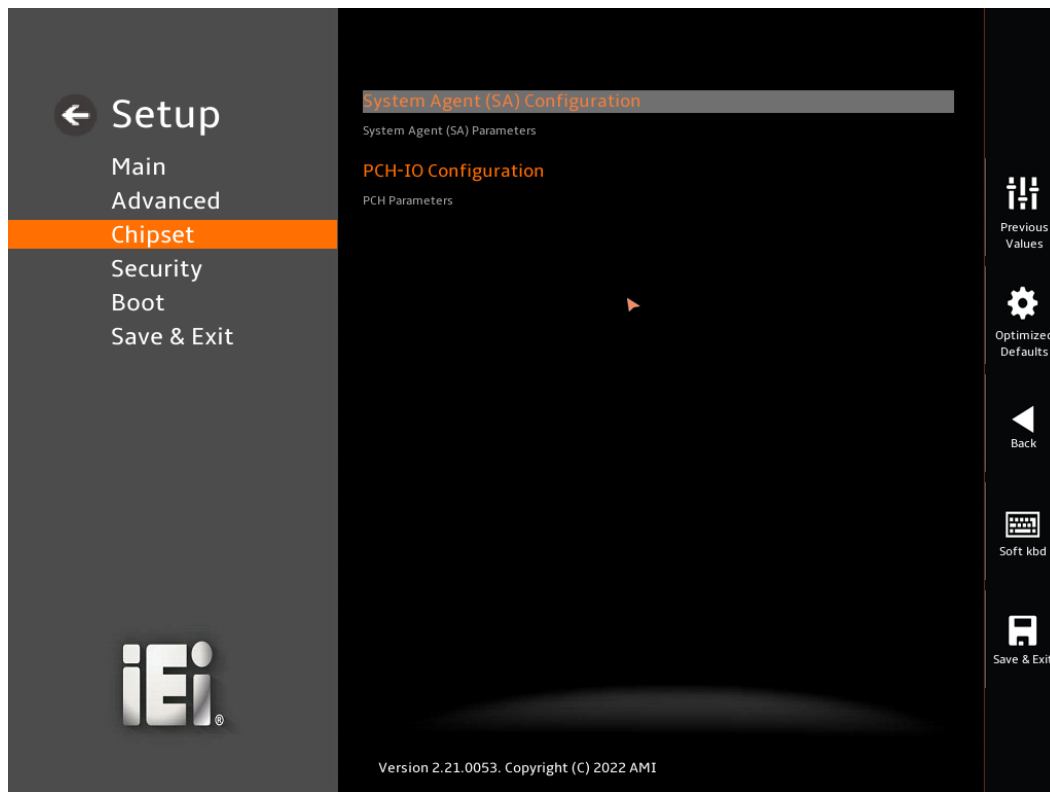 Setup
Main
Advanced
Chipset
Security
Boot
Save & Exit
iEi®
System Agent (SA) Configuration
System Agent (SA) Parameters
PCH-IO Configuration
PCH Parameters
Version 2.21.0053. Copyright (C) 2022 AMI
Previous
Values
Optimized
Defaults
Back
Soft kbd
Save & Exit